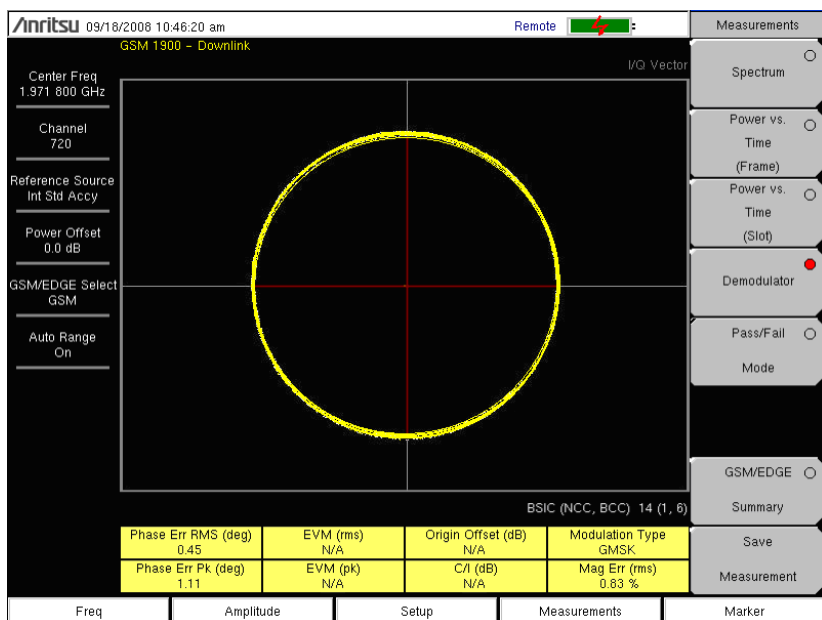 Anritsu 09/18/2008 10:46:20 am
Remote
Measurements
GSM 1900 - Downlink
I/Q Vector
Center Freq
1.971 800 GHz
Channel
720
Reference Source
Int Std Accy
Power Offset
0.0 dB
GSM/EDGE Select
GSM
Auto Range
On
Spectrum
Power vs.
Time
(Frame)
Power vs.
Time
(Slot)
Demodulator
Pass/Fail
Mode
GSM/EDGE
Summary
Save
Measurement
BSIC (NCC, BCC) 14 (1, 6)
Phase Err RMS (deg)
0.45
EVM (rms)
N/A
Origin Offset (dB)
N/A
Modulation Type
GMSK
Phase Err Pk (deg)
1.11
EVM (pk)
N/A
C/I (dB)
N/A
Mag Err (rms)
0.83 %
Freq
Amplitude
Setup
Measurements
Marker